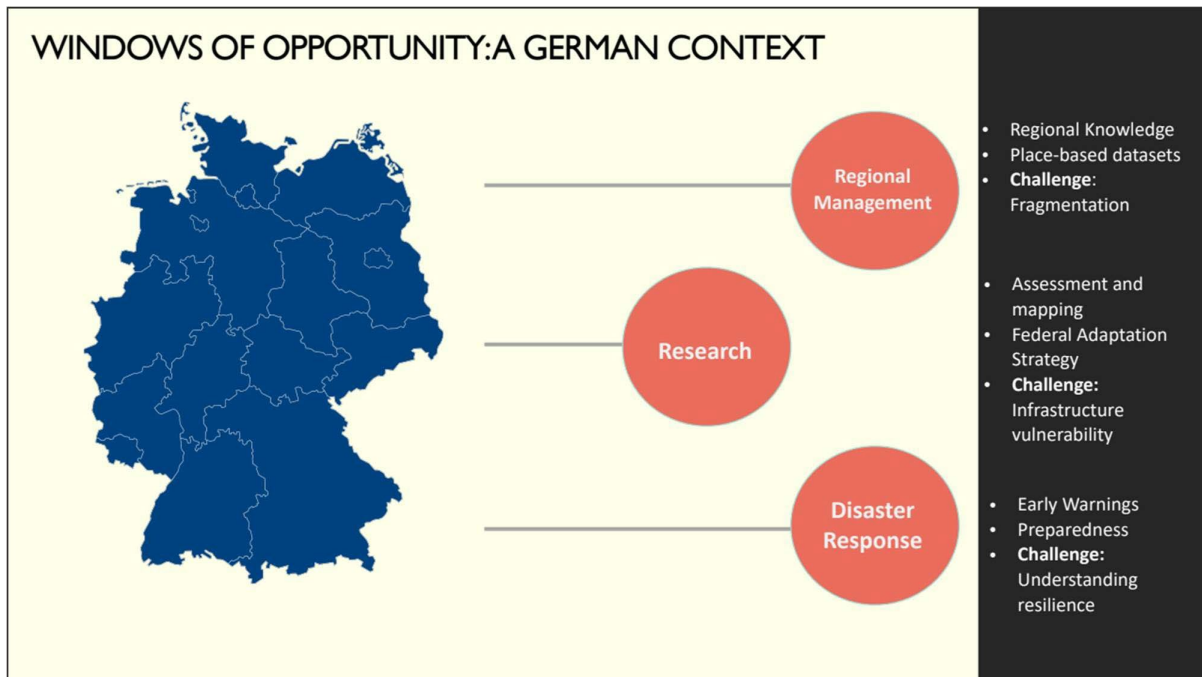 WINDOWS OF OPPORTUNITY:A GERMAN CONTEXT
Regional
Management
• Regional Knowledge
• Place-based datasets
• Challenge:
Fragmentation
Research
• Assessment and
mapping
• Federal Adaptation
Strategy
• Challenge:
Infrastructure
vulnerability
Disaster
Response
• Early Warnings
• Preparedness
• Challenge:
Understanding
resilience